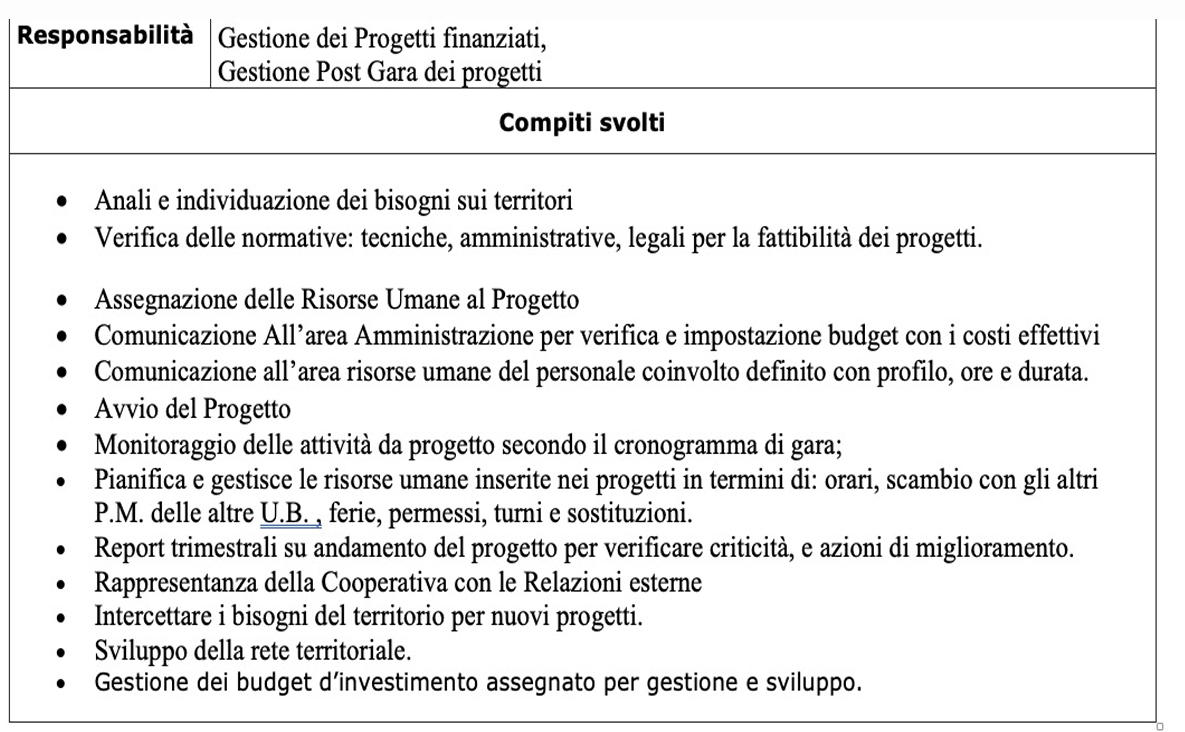 Responsabilità
Gestione dei Progetti finanziati,
Gestione Post Gara dei progetti
Compiti svolti
• Anali e individuazione dei bisogni sui territori
• Verifica delle normative: tecniche, amministrative, legali per la fattibilità dei progetti.
• Assegnazione delle Risorse Umane al Progetto
• Comunicazione All’area Amministrazione per verifica e impostazione budget con i costi effettivi
• Comunicazione all’area risorse umane del personale coinvolto definito con profilo, ore e durata.
• Avvio del Progetto
• Monitoraggio delle attività da progetto secondo il cronogramma di gara;
• Pianifica e gestisce le risorse umane inserite nei progetti in termini di: orari, scambio con gli altri
P.M. delle altre U.B. , ferie, permessi, turni e sostituzioni.
• Report trimestrali su andamento del progetto per verificare criticità, e azioni di miglioramento.
• Rappresentanza della Cooperativa con le Relazioni esterne
• Intercettare i bisogni del territorio per nuovi progetti.
• Sviluppo della rete territoriale.
• Gestione dei budget d’investimento assegnato per gestione e sviluppo.